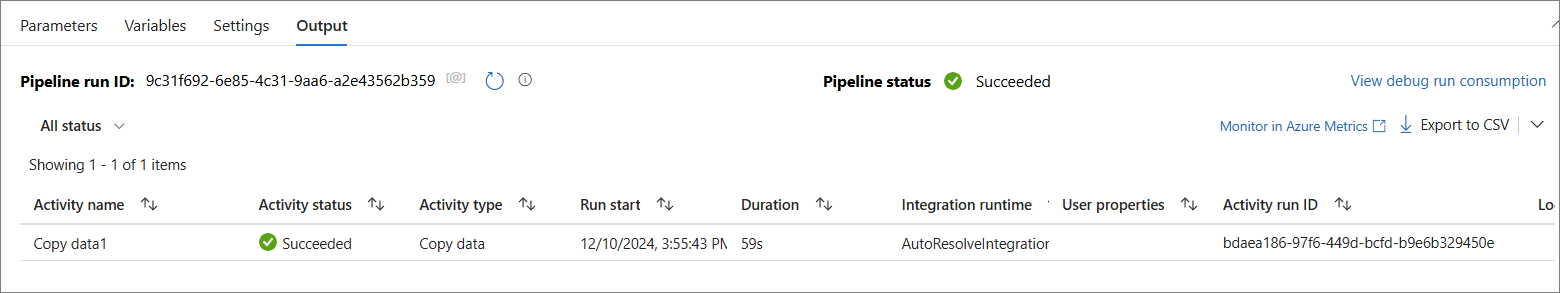 Parameters Variables Settings Output
Pipeline run ID: 9c31f692-6e85-4c31-9aa6-a2e43562b359 [@] Pipeline status Succeeded View debug run consumption
All status Monitor in Azure Metrics Export to CSV
Showing 1 - 1 of 1 items
Activity name Activity status Activity type Run start Duration Integration runtime User properties Activity run ID Lo
Copy data1 Succeeded Copy data 12/10/2024, 3:55:43 PM 59s AutoResolveIntegration bdaea186-97f6-449d-bcfd-b9e6b329450e